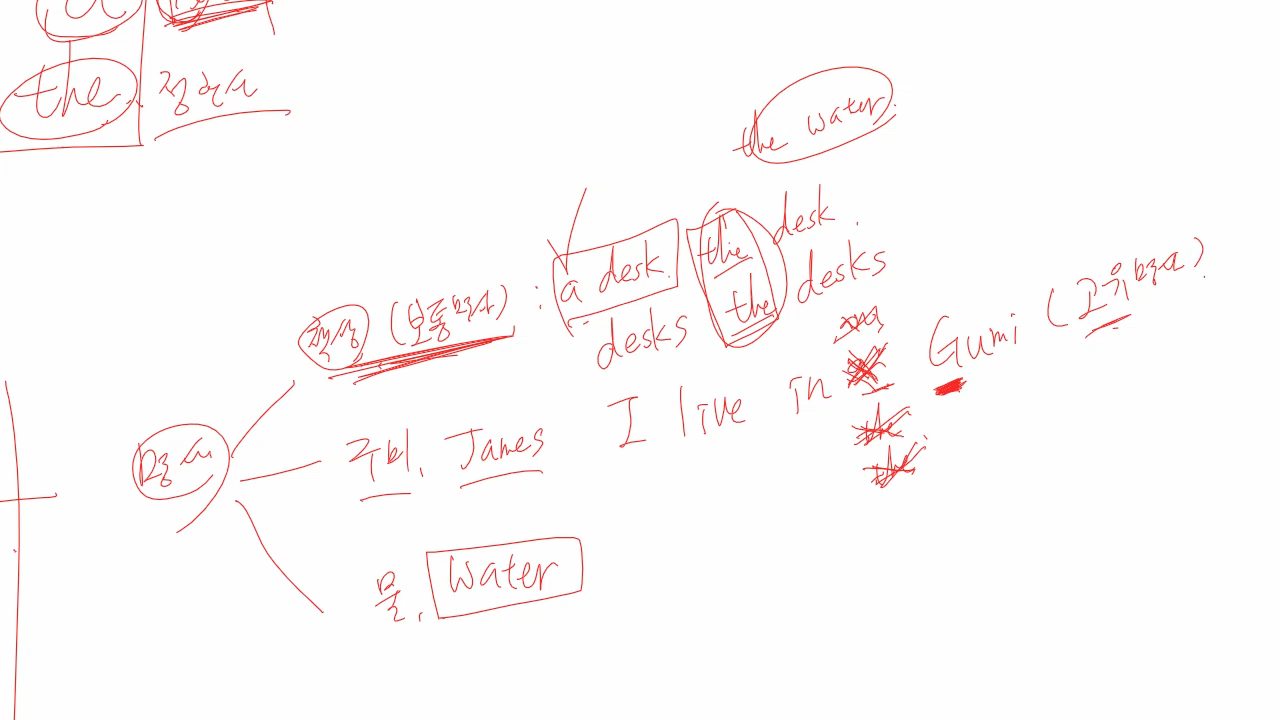 a
the 정관사
the water.
책상 (보통명사) : a desk. the desk.
desks the desks
I live in Gumi (고유명사).
명사
구미, James
물, Water